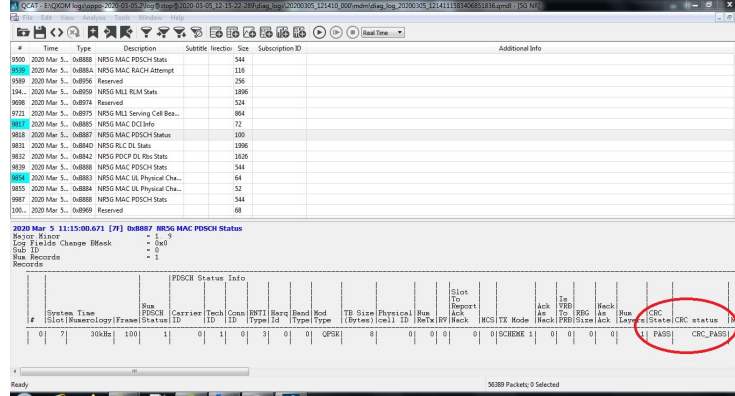 QCAT - E:\QXDM logs\oppo-2020-03-05.2\log@stop@2020-03-05_12-15-22-289\diag_logs\20200305_121410_000\mdm\diag_log_20200305_1214111583406851836.qmdl - [5G NR]
File Edit View Analysis Tools Window Help
Real Time
# Time Type Description Subtitle Direction Size Subscription ID Additional Info
9500 2020 Mar 5... 0xB888 NR5G MAC PDSCH Stats 544
9539 2020 Mar 5... 0xB88A NR5G MAC RACH Attempt 116
9589 2020 Mar 5... 0xB956 Reserved 256
194... 2020 Mar 5... 0xB959 NR5G ML1 RLM Stats 1896
9698 2020 Mar 5... 0xB974 Reserved 524
9721 2020 Mar 5... 0xB975 NR5G ML1 Serving Cell Bea... 864
9817 2020 Mar 5... 0xB885 NR5G MAC DCI Info 72
9818 2020 Mar 5... 0xB887 NR5G MAC PDSCH Status 100
9831 2020 Mar 5... 0xB84D NR5G RLC DL Stats 1996
9832 2020 Mar 5... 0xB842 NR5G PDCP DL Rbs Stats 1626
9839 2020 Mar 5... 0xB888 NR5G MAC PDSCH Stats 544
9854 2020 Mar 5... 0xB883 NR5G MAC UL Physical Cha... 64
9855 2020 Mar 5... 0xB884 NR5G MAC UL Physical Cha... 52
9987 2020 Mar 5... 0xB888 NR5G MAC PDSCH Stats 544
100... 2020 Mar 5... 0xB969 Reserved 68
2020 Mar 5 11:15:00.671 [7F] 0xB887 NR5G MAC PDSCH Status
Major.Minor = 1. 9
Log Fields Change BMask = 0x0
Sub ID = 0
Num Records = 1
Records
| | |PDSCH Status Info
Slot
To Is
Report Ack VRB Nack
System Time Num PDSCH Carrier Tech Conn RNTI Harq Band Mod TB Size Physical Num Ack As To RBG As Num CRC
# Slot Numerology Frame Status ID ID ID Type Id Type (Bytes) cell ID ReTx RV Nack MCS TX Mode Nack PRB Size Ack Layers State CRC status
0| 7| 30kHz| 100| 1| 0| 1| 0| 3| 0| 0| QPSK| 8| 0| 0| 0| 0| 0|SCHEME 1| 0| 0| 0| 0| 1| PASS| CRC_PASS|
Ready 56389 Packets; 0 Selected